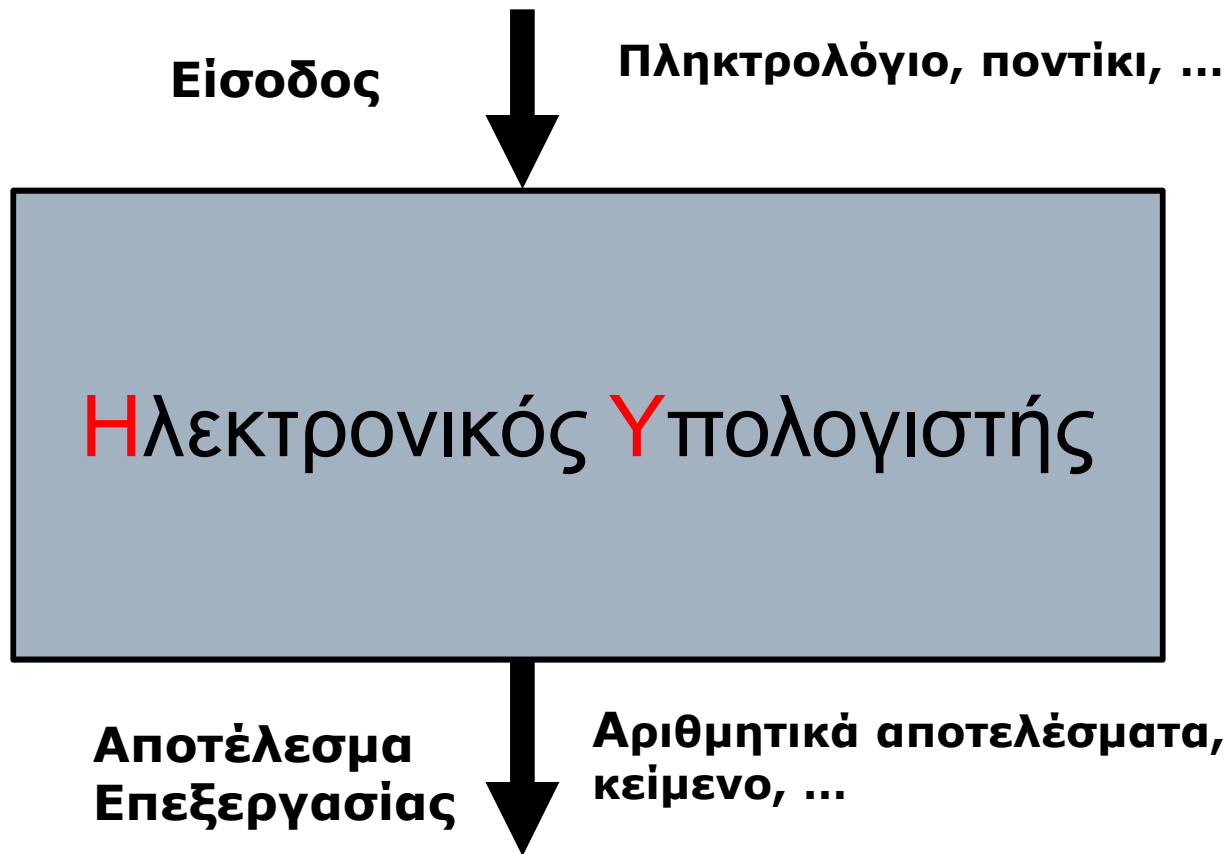 Είσοδος
Πληκτρολόγιο, ποντίκι, ...
Ηλεκτρονικός Υπολογιστής
Αποτέλεσμα
Επεξεργασίας
Αριθμητικά αποτελέσματα,
κείμενο, ...